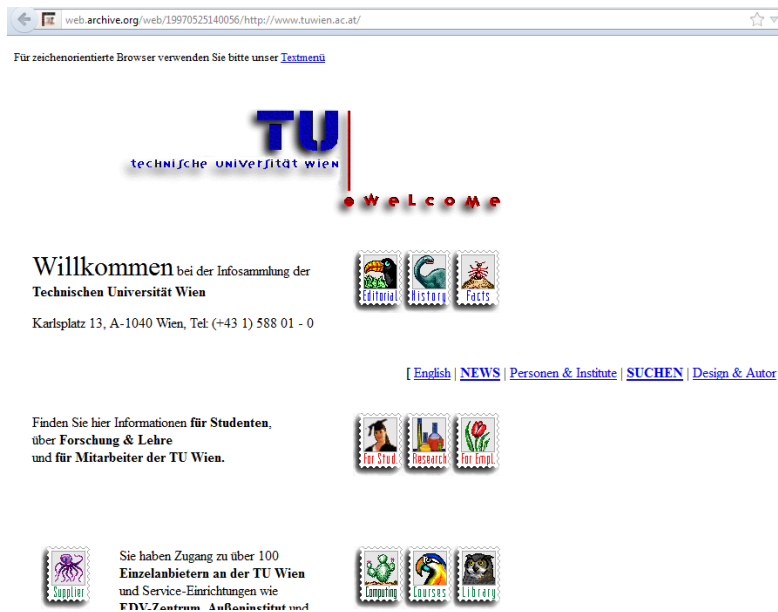 web.archive.org/web/19970525140056/http://www.tuwien.ac.at/
Für zeichenorientierte Browser verwenden Sie bitte unser Textmenü
TU
technische universität wien
welcome
Willkommen bei der Infosammlung der
Technischen Universität Wien
Editorial History Facts
Karlsplatz 13, A-1040 Wien, Tel: (+43 1) 588 01 - 0
[ English | NEWS | Personen & Institute | SUCHEN | Design & Autor
Finden Sie hier Informationen für Studenten,
über Forschung & Lehre
und für Mitarbeiter der TU Wien.
For Stud. Research For Empl.
Sie haben Zugang zu über 100
Einzelanbietern an der TU Wien
und Service-Einrichtungen wie
EDV-Zentrum, Außeninstitut und
Supplier
Computing Courses Library